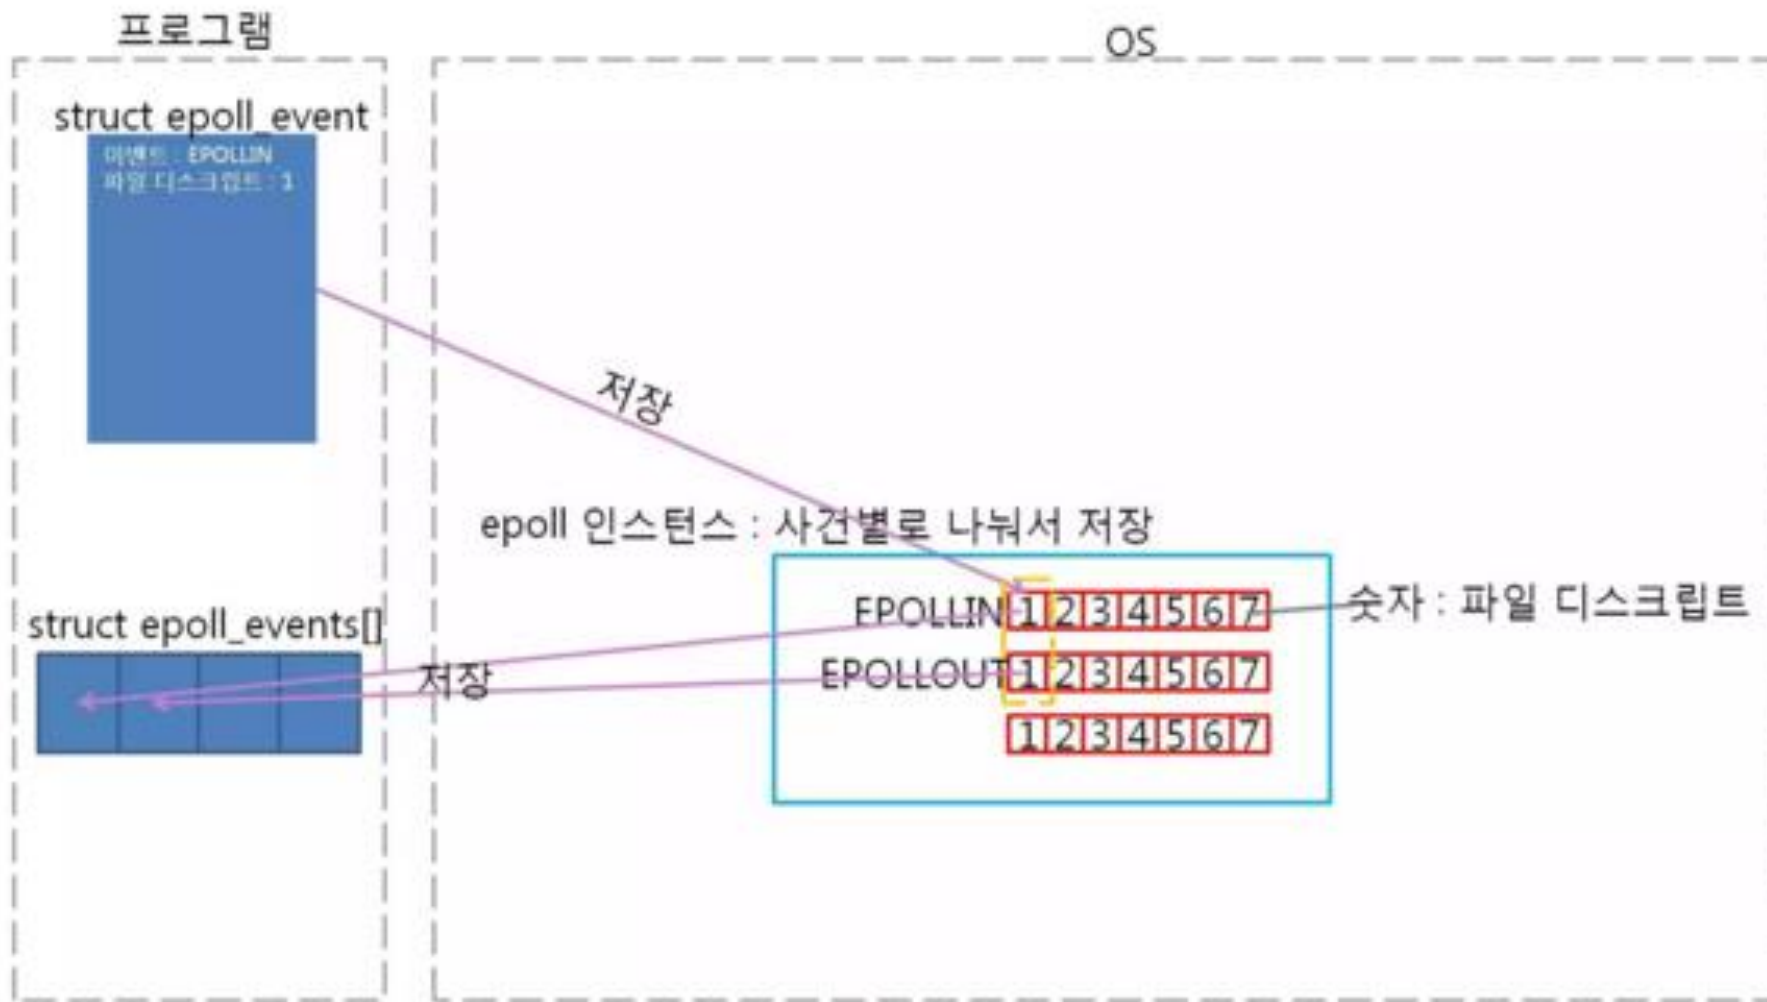 프로그램
OS
struct epoll_event
이벤트 : EPOLLIN
파일 디스크립트 : 1
저장
epoll 인스턴스 : 사건별로 나눠서 저장
EPOLLIN 1 2 3 4 5 6 7
숫자 : 파일 디스크립트
struct epoll_events[]
저장
EPOLLOUT 1 2 3 4 5 6 7
1 2 3 4 5 6 7